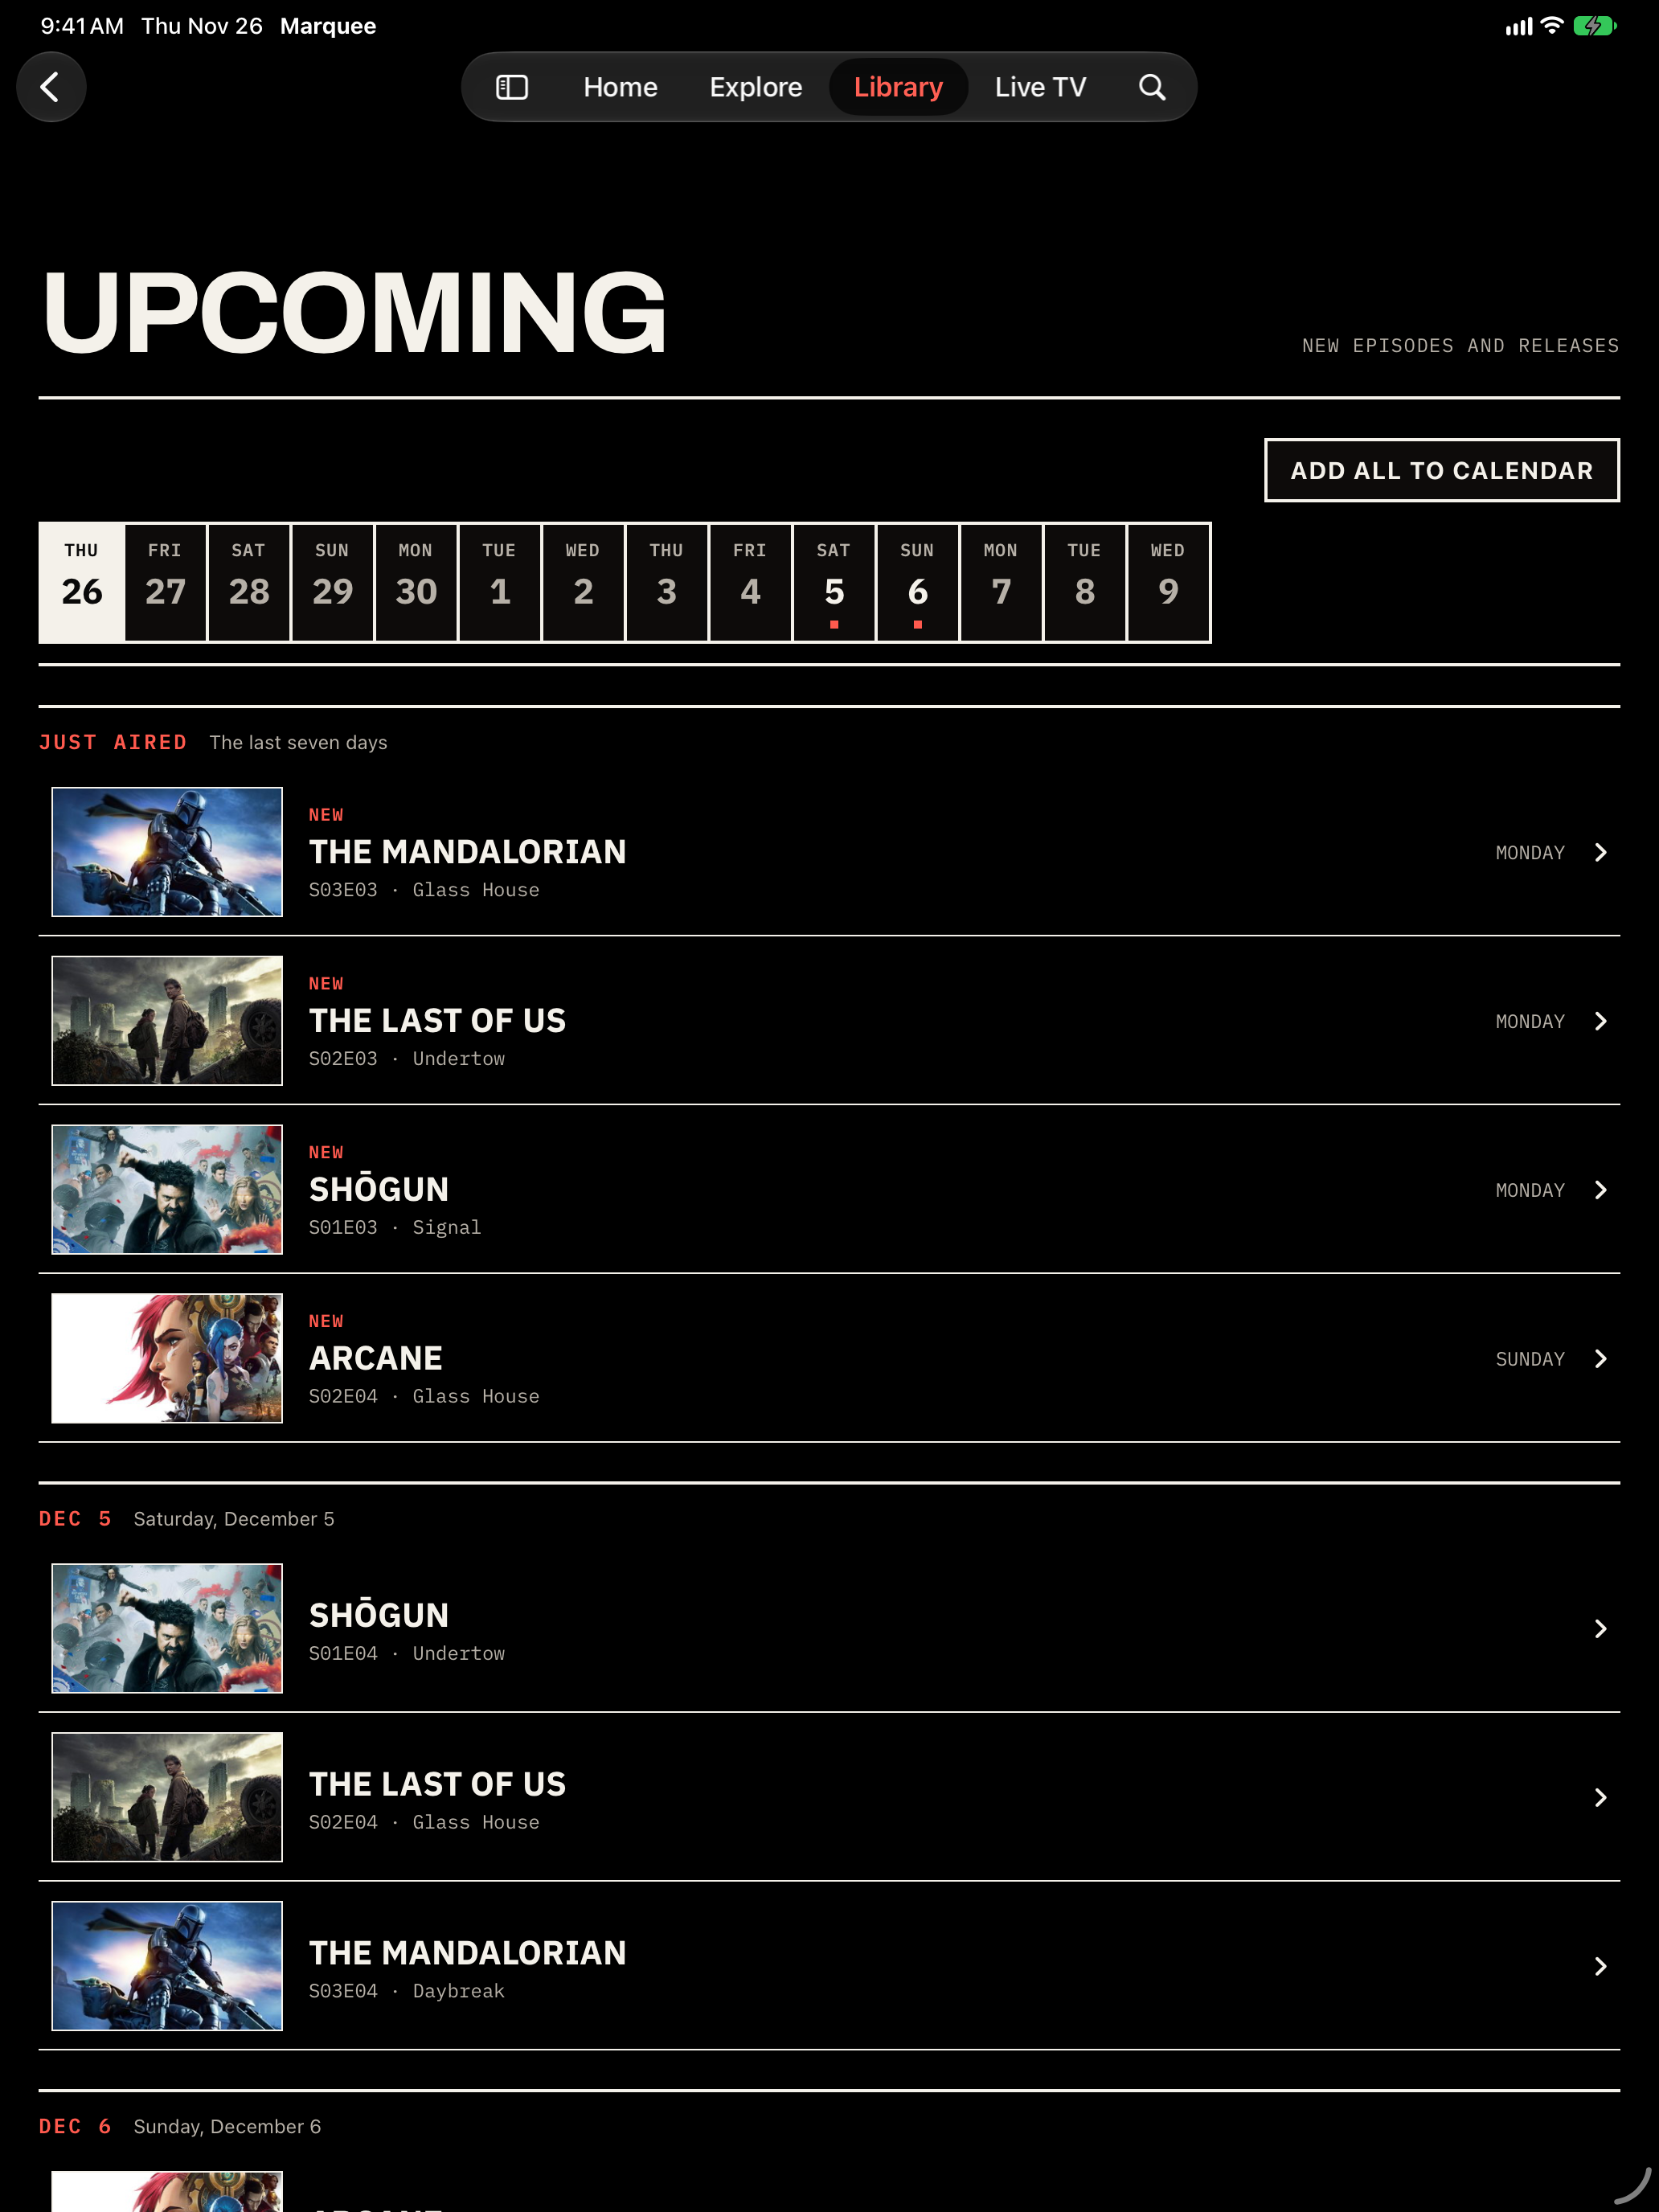 9:41 AM Thu Nov 26 Marquee
Home Explore Library Live TV
UPCOMING
NEW EPISODES AND RELEASES
ADD ALL TO CALENDAR
THU FRI SAT SUN MON TUE WED THU FRI SAT SUN MON TUE WED
26 27 28 29 30 1 2 3 4 5 6 7 8 9
JUST AIRED The last seven days
NEW
THE MANDALORIAN
MONDAY
S03E03 · Glass House
NEW
THE LAST OF US
MONDAY
S02E03 · Undertow
NEW
SHŌGUN
MONDAY
S01E03 · Signal
NEW
ARCANE
SUNDAY
S02E04 · Glass House
DEC 5 Saturday, December 5
SHŌGUN
S01E04 · Undertow
THE LAST OF US
S02E04 · Glass House
THE MANDALORIAN
S03E04 · Daybreak
DEC 6 Sunday, December 6